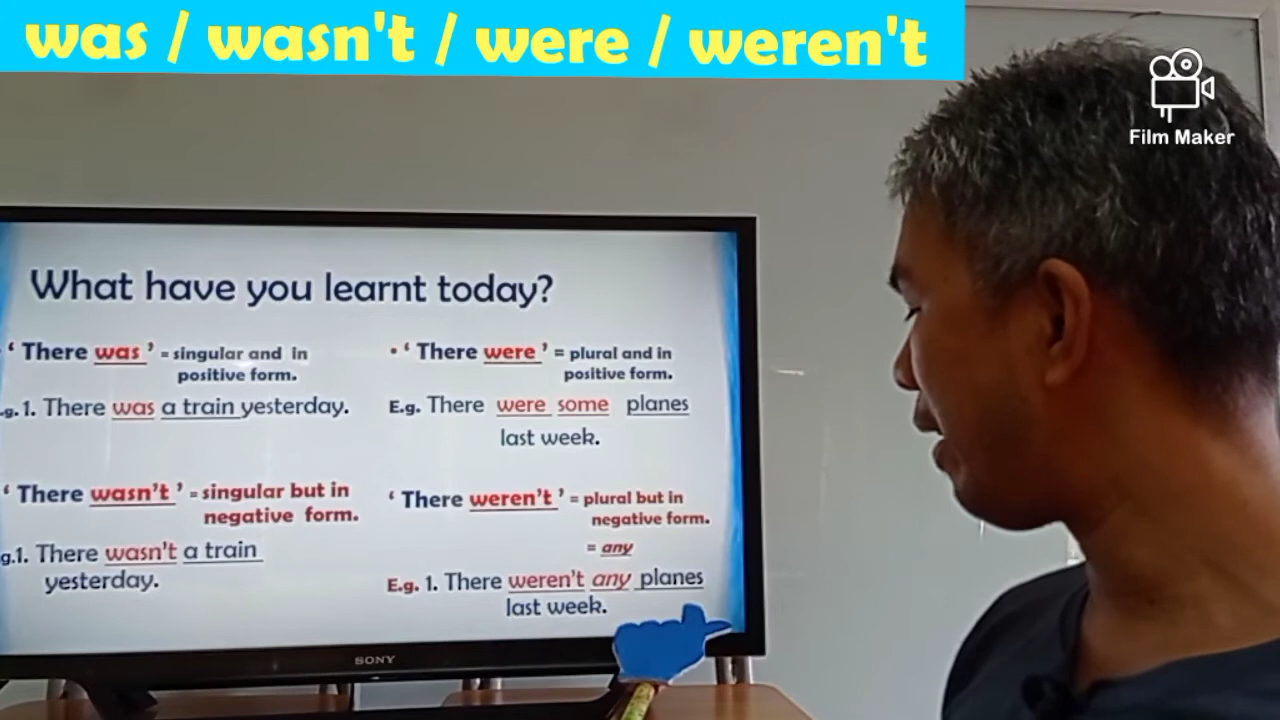 was / wasn't / were / weren't
Film Maker
What have you learnt today?
‘ There was ’ = singular and in
positive form.
.g. 1. There was a train yesterday.
‘ There wasn't ’ = singular but in
negative form.
g.1. There wasn't a train
yesterday.
• ‘ There were ’ = plural and in
positive form.
E.g. There were some planes
last week.
‘ There weren't ’ = plural but in
negative form.
= any
E.g. 1. There weren't any planes
last week.
SONY